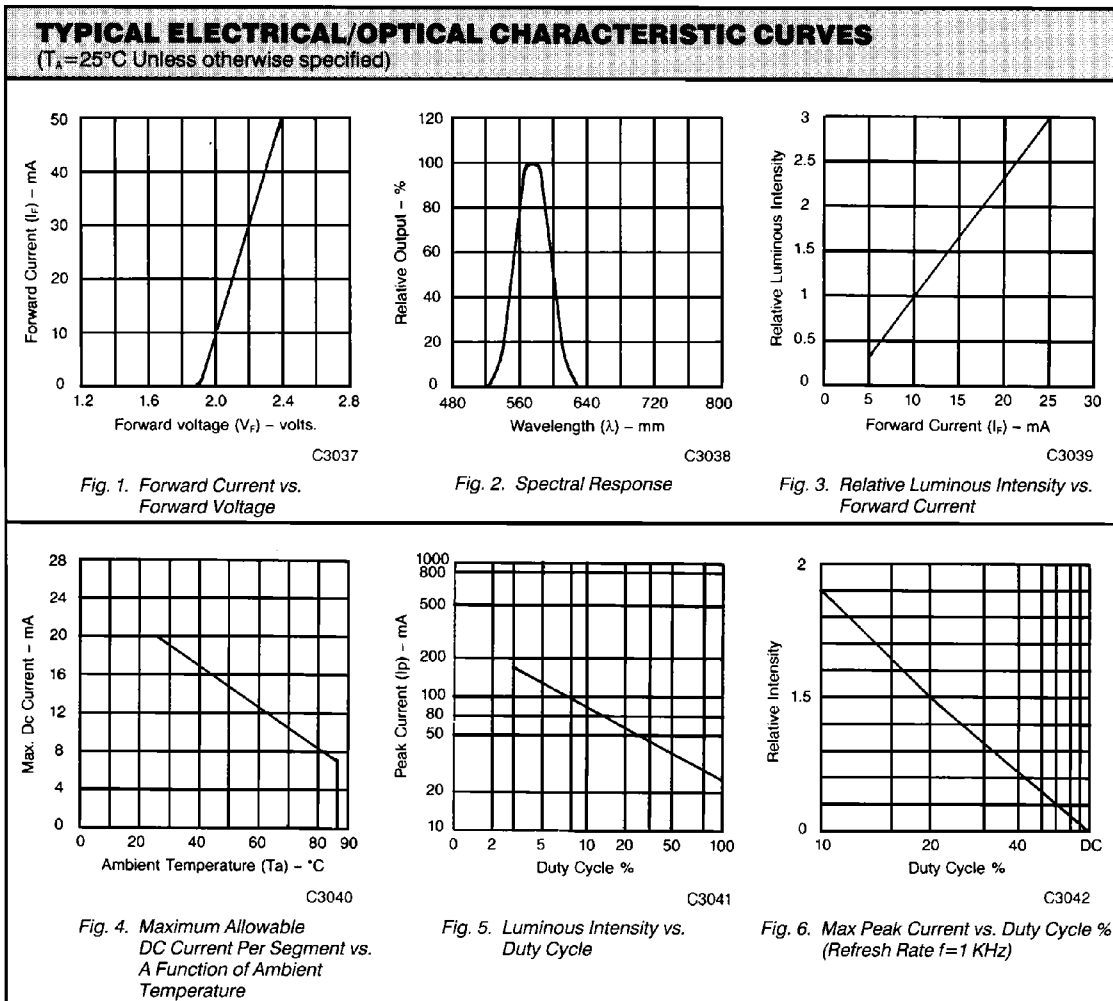 TYPICAL ELECTRICAL/OPTICAL CHARACTERISTIC CURVES
(TA=25°C Unless otherwise specified)
Forward Current (IF) – mA
50
40
30
20
10
0
1.2 1.6 2.0 2.4 2.8
Forward voltage (VF) – volts.
C3037
Fig. 1. Forward Current vs.
Forward Voltage
Relative Output – %
120
100
80
60
40
20
0
480 560 640 720 800
Wavelength (λ) – mm
C3038
Fig. 2. Spectral Response
Relative Luminous Intensity
3
2.5
2
1.5
1
0.5
0
0 5 10 15 20 25 30
Forward Current (IF) – mA
C3039
Fig. 3. Relative Luminous Intensity vs.
Forward Current
Max. Dc Current – mA
28
24
20
16
12
8
4
0
0 20 40 60 80 90
Ambient Temperature (Ta) – °C
C3040
Fig. 4. Maximum Allowable
DC Current Per Segment vs.
A Function of Ambient
Temperature
Peak Current (Ip) – mA
1000
800
500
200
100
80
50
20
10
0 2 5 10 20 50 100
Duty Cycle %
C3041
Fig. 5. Luminous Intensity vs.
Duty Cycle
Relative Intensity
2
1.5
0
10 20 40 DC
Duty Cycle %
C3042
Fig. 6. Max Peak Current vs. Duty Cycle %
(Refresh Rate f=1 KHz)